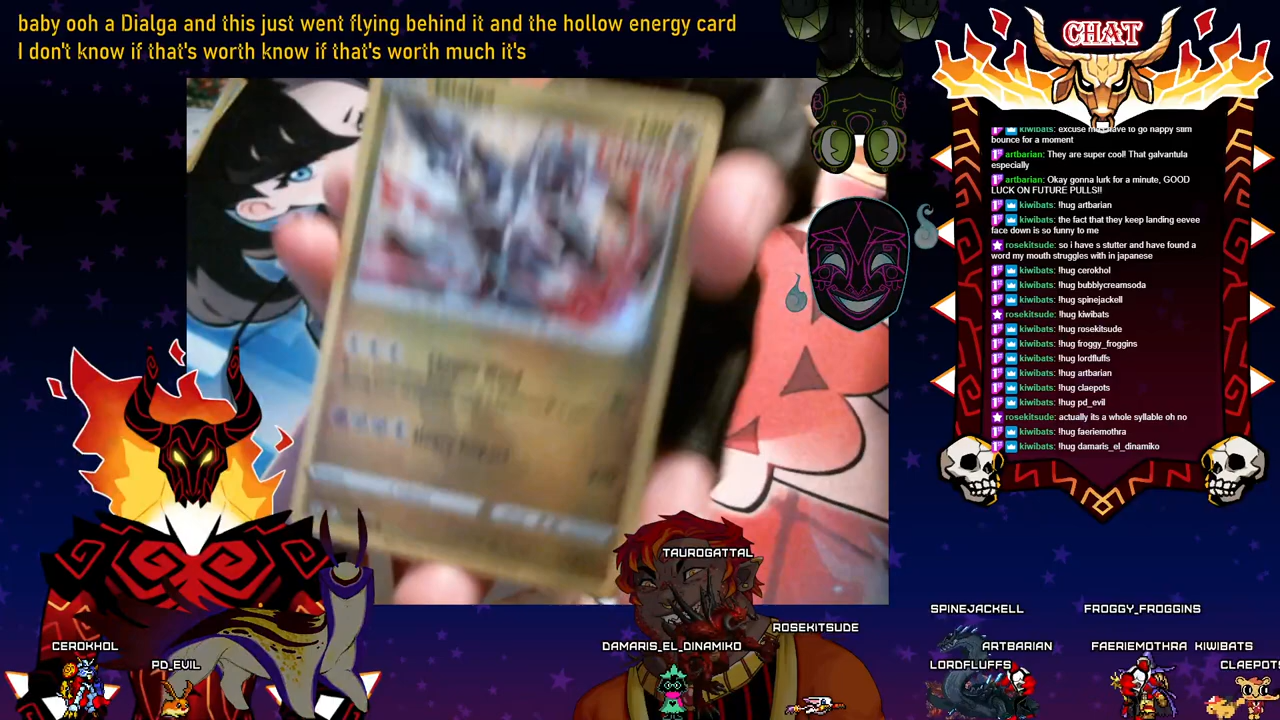 baby ooh a Dialga and this just went flying behind it and the hollow energy card
I don't know if that's worth know if that's worth much it's
CHAT
kiwibats: excuse me i have to go happy stim
bounce for a moment
artbarian: They are super cool! That galvantula
especially
artbarian: Okay gonna lurk for a minute, GOOD
LUCK ON FUTURE PULLS!!
kiwibats: !hug artbarian
kiwibats: the fact that they keep landing eevee
face down is so funny to me
rosekitsude: so i have s stutter and have found a
word my mouth struggles with in japanese
kiwibats: !hug cerokhol
kiwibats: !hug bubblycreamsoda
kiwibats: !hug spinejackell
rosekitsude: !hug kiwibats
kiwibats: !hug rosekitsude
kiwibats: !hug froggy_froggins
kiwibats: !hug lordfluffs
kiwibats: !hug artbarian
kiwibats: !hug claepots
kiwibats: !hug pd_evil
rosekitsude: actually its a whole syllable oh no
kiwibats: !hug faeriemothra
kiwibats: !hug damaris_el_dinamiko
TAUROGATTAL
SPINEJACKELL
FROGGY_FROGGINS
ROSEKITSUDE
CEROKHOL
DAMARIS_EL_DINAMIKO
ARTBARIAN
FAERIEMOTHRA
KIWIBATS
PD_EVIL
LORDFLUFFS
CLAEPOTS